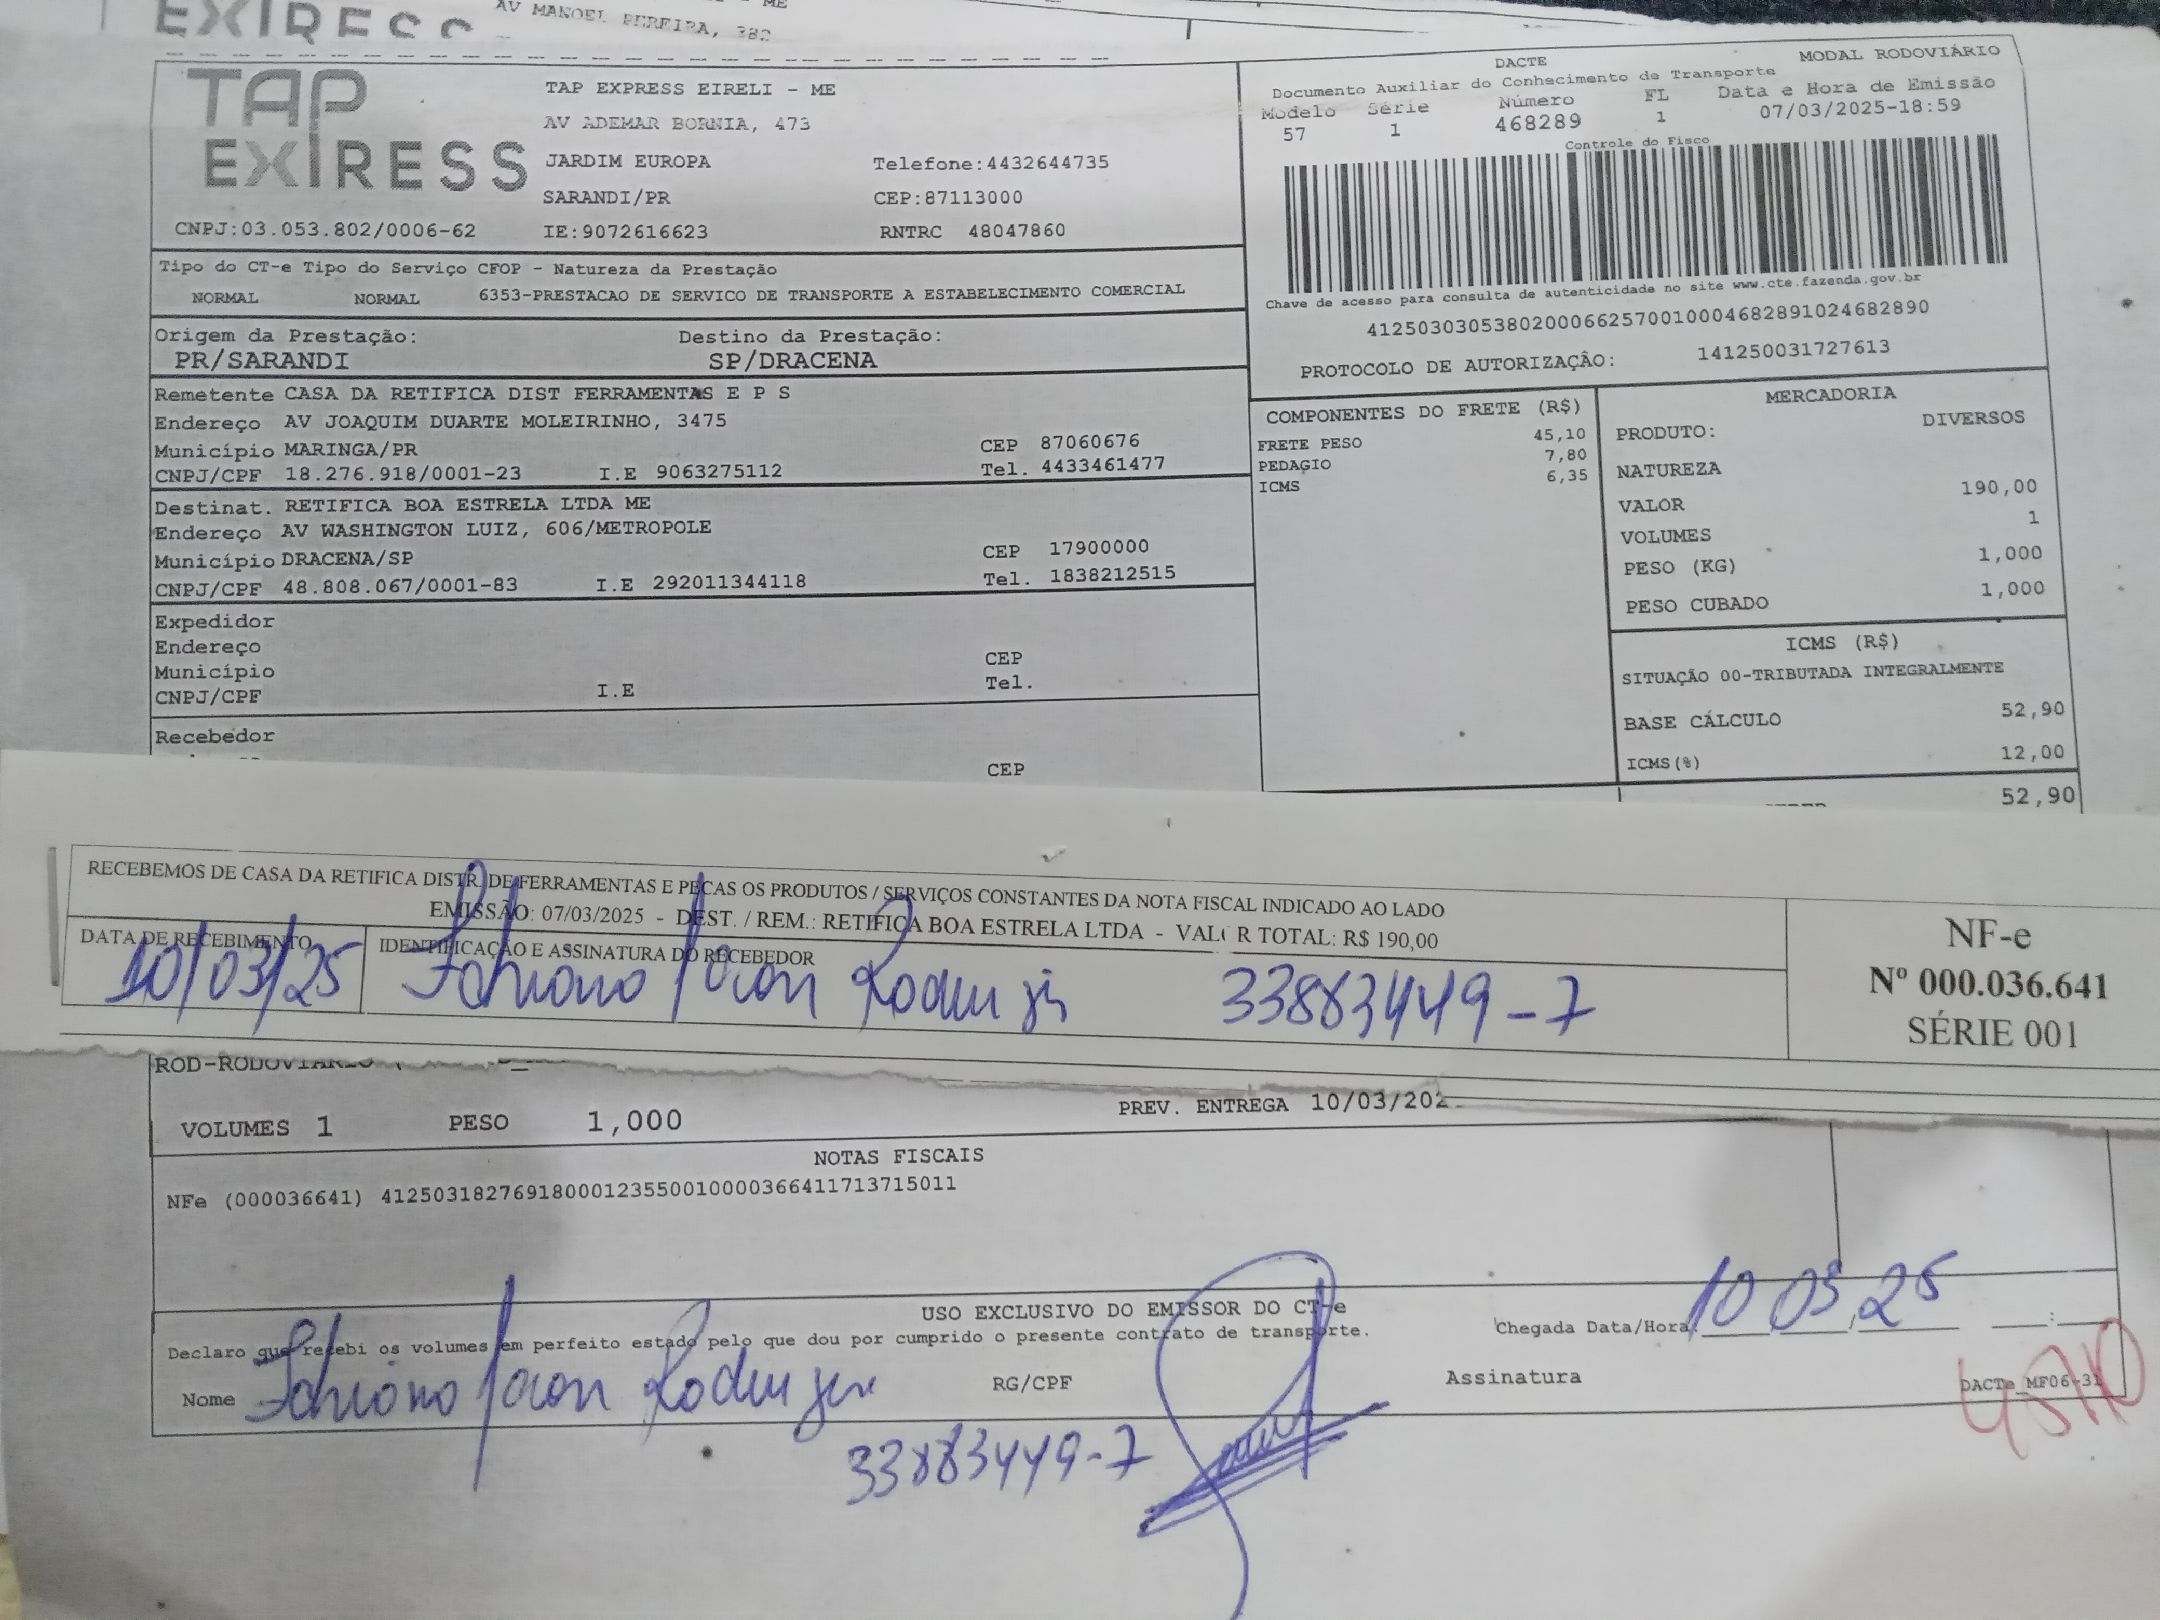 AV MANOEL PEREIRA, 382
TAP EXPRESS
TAP EXPRESS EIRELI - ME
AV ADEMAR BORNIA, 473
JARDIM EUROPA Telefone:4432644735
SARANDI/PR CEP:87113000
CNPJ:03.053.802/0006-62 IE:9072616623 RNTRC 48047860
DACTE MODAL RODOVIÁRIO
Documento Auxiliar do Conhecimento de Transporte
Modelo Série Número FL Data e Hora de Emissão
57 1 468289 1 07/03/2025-18:59
Controle do Fisco
Chave de acesso para consulta de autenticidade no site www.cte.fazenda.gov.br
41250303053802000662570010004682891024682890
PROTOCOLO DE AUTORIZAÇÃO: 141250031727613
Tipo do CT-e Tipo do Serviço CFOP - Natureza da Prestação
NORMAL NORMAL 6353-PRESTACAO DE SERVICO DE TRANSPORTE A ESTABELECIMENTO COMERCIAL
Origem da Prestação: Destino da Prestação:
PR/SARANDI SP/DRACENA
Remetente CASA DA RETIFICA DIST FERRAMENTAS E P S
Endereço AV JOAQUIM DUARTE MOLEIRINHO, 3475
Município MARINGA/PR CEP 87060676
CNPJ/CPF 18.276.918/0001-23 I.E 9063275112 Tel. 4433461477
Destinat. RETIFICA BOA ESTRELA LTDA ME
Endereço AV WASHINGTON LUIZ, 606/METROPOLE
Município DRACENA/SP CEP 17900000
CNPJ/CPF 48.808.067/0001-83 I.E 292011344118 Tel. 1838212515
Expedidor
Endereço
Município CEP
CNPJ/CPF I.E Tel.
Recebedor
CEP
COMPONENTES DO FRETE (R$)
FRETE PESO 45,10
PEDAGIO 7,80
ICMS 6,35
MERCADORIA
PRODUTO: DIVERSOS
NATUREZA
VALOR 190,00
VOLUMES 1
PESO (KG) 1,000
PESO CUBADO 1,000
ICMS (R$)
SITUAÇÃO 00-TRIBUTADA INTEGRALMENTE
BASE CÁLCULO 52,90
ICMS(%) 12,00
52,90
RECEBEMOS DE CASA DA RETIFICA DISTR. DE FERRAMENTAS E PECAS OS PRODUTOS / SERVIÇOS CONSTANTES DA NOTA FISCAL INDICADO AO LADO
EMISSÃO: 07/03/2025 - DEST. / REM.: RETIFICA BOA ESTRELA LTDA - VALOR TOTAL: R$ 190,00
DATA DE RECEBIMENTO IDENTIFICAÇÃO E ASSINATURA DO RECEBEDOR
10/03/25 33883449-7
NF-e
Nº 000.036.641
SÉRIE 001
ROD-RODOVIARIO
VOLUMES 1 PESO 1,000 PREV. ENTREGA 10/03/202
NOTAS FISCAIS
NFe (000036641) 41250318276918000123550010000366411713715011
USO EXCLUSIVO DO EMISSOR DO CT-e
Declaro que recebi os volumes em perfeito estado pelo que dou por cumprido o presente contrato de transporte.
Chegada Data/Hora: 10 03 25
Nome RG/CPF Assinatura
33883449-7
DACTe_MF06-31